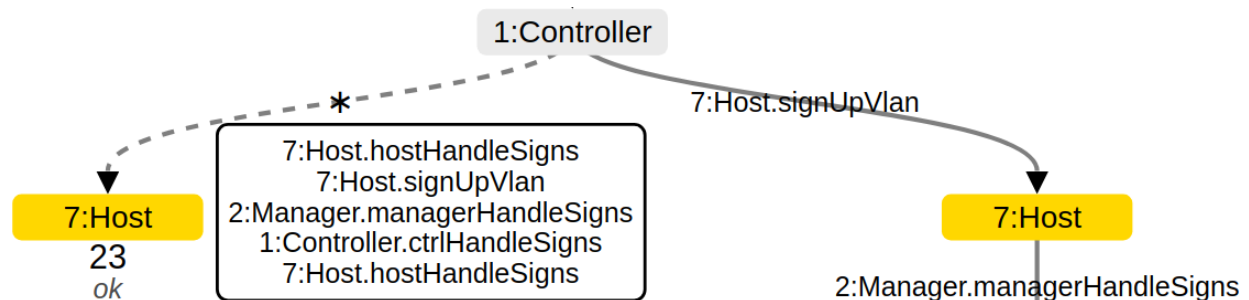 1:Controller
*
7:Host.signUpVlan
7:Host.hostHandleSigns
7:Host.signUpVlan
2:Manager.managerHandleSigns
1:Controller.ctrlHandleSigns
7:Host.hostHandleSigns
7:Host
23
ok
7:Host
2:Manager.managerHandleSigns